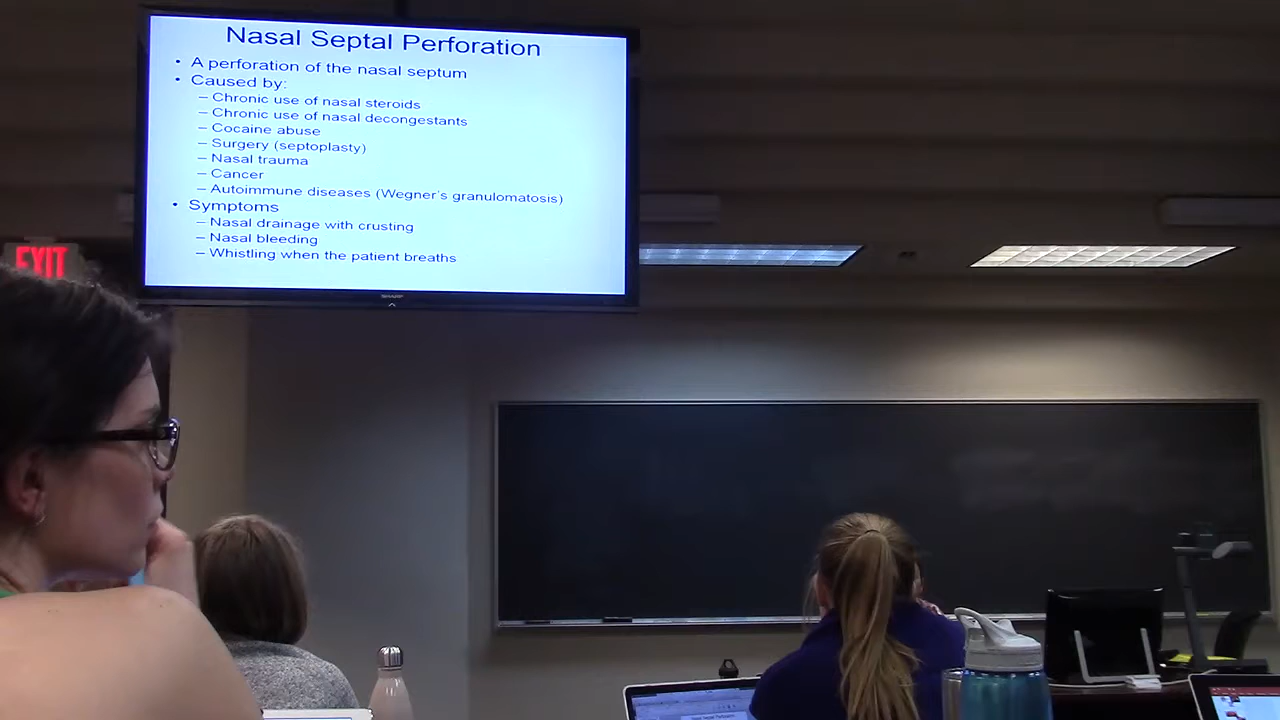 Nasal Septal Perforation
• A perforation of the nasal septum
• Caused by:
– Chronic use of nasal steroids
– Chronic use of nasal decongestants
– Cocaine abuse
– Surgery (septoplasty)
– Nasal trauma
– Cancer
– Autoimmune diseases (Wegner's granulomatosis)
• Symptoms
– Nasal drainage with crusting
– Nasal bleeding
– Whistling when the patient breaths
SHARP
EXIT